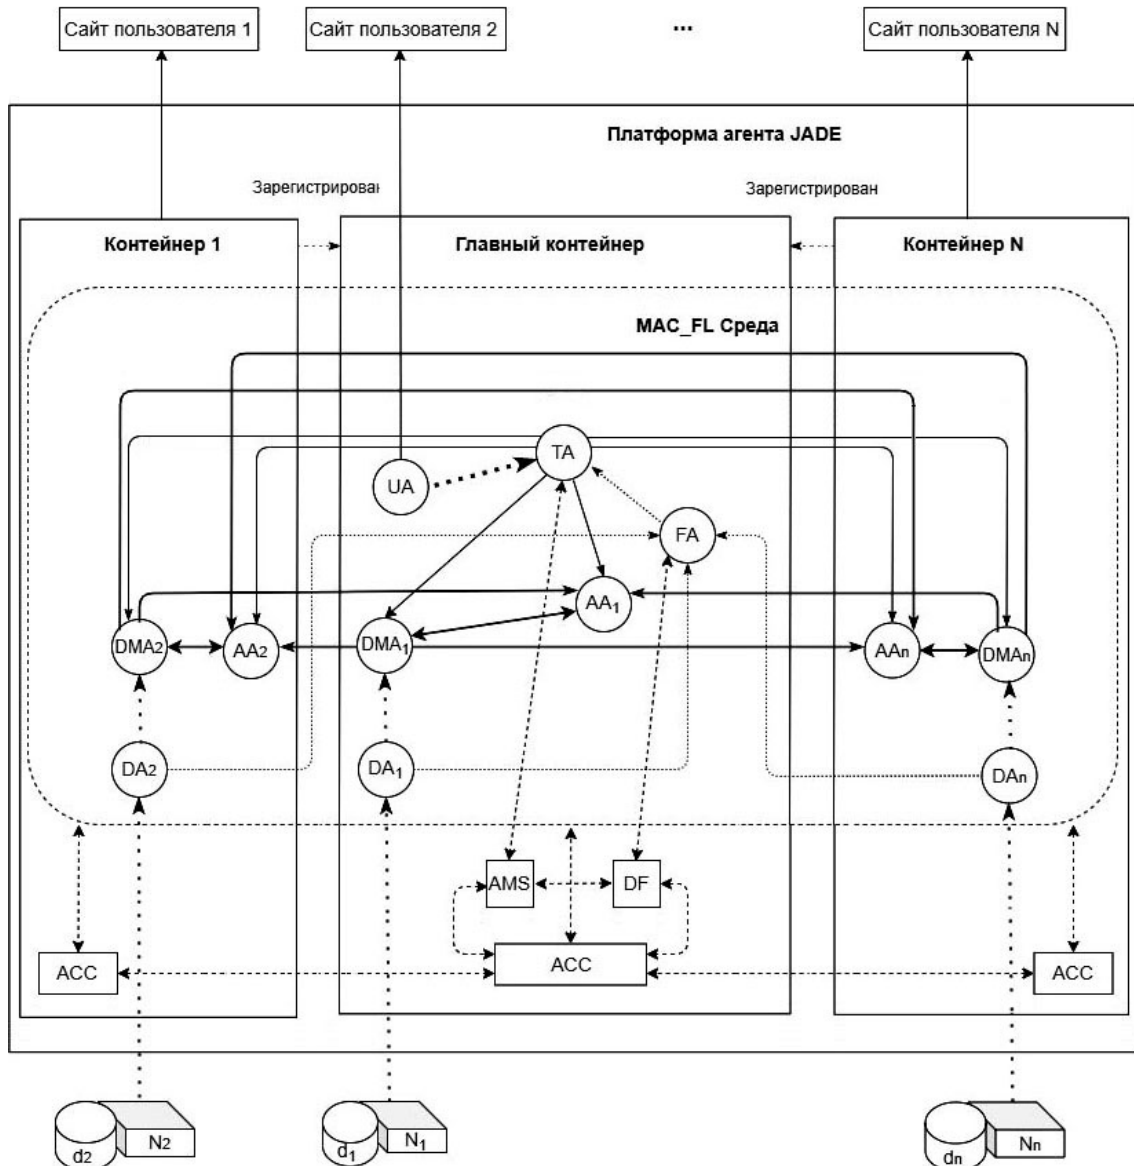 Сайт пользователя 1
Сайт пользователя 2
...
Сайт пользователя N
Платформа агента JADE
Зарегистрирован
Зарегистрирован
Контейнер 1
Главный контейнер
Контейнер N
MAC_FL Среда
TA
UA
FA
AA1
DMA2
AA2
DMA1
AAn
DMAn
DA2
DA1
DAn
AMS
DF
ACC
ACC
ACC
d2
N2
d1
N1
dn
Nn